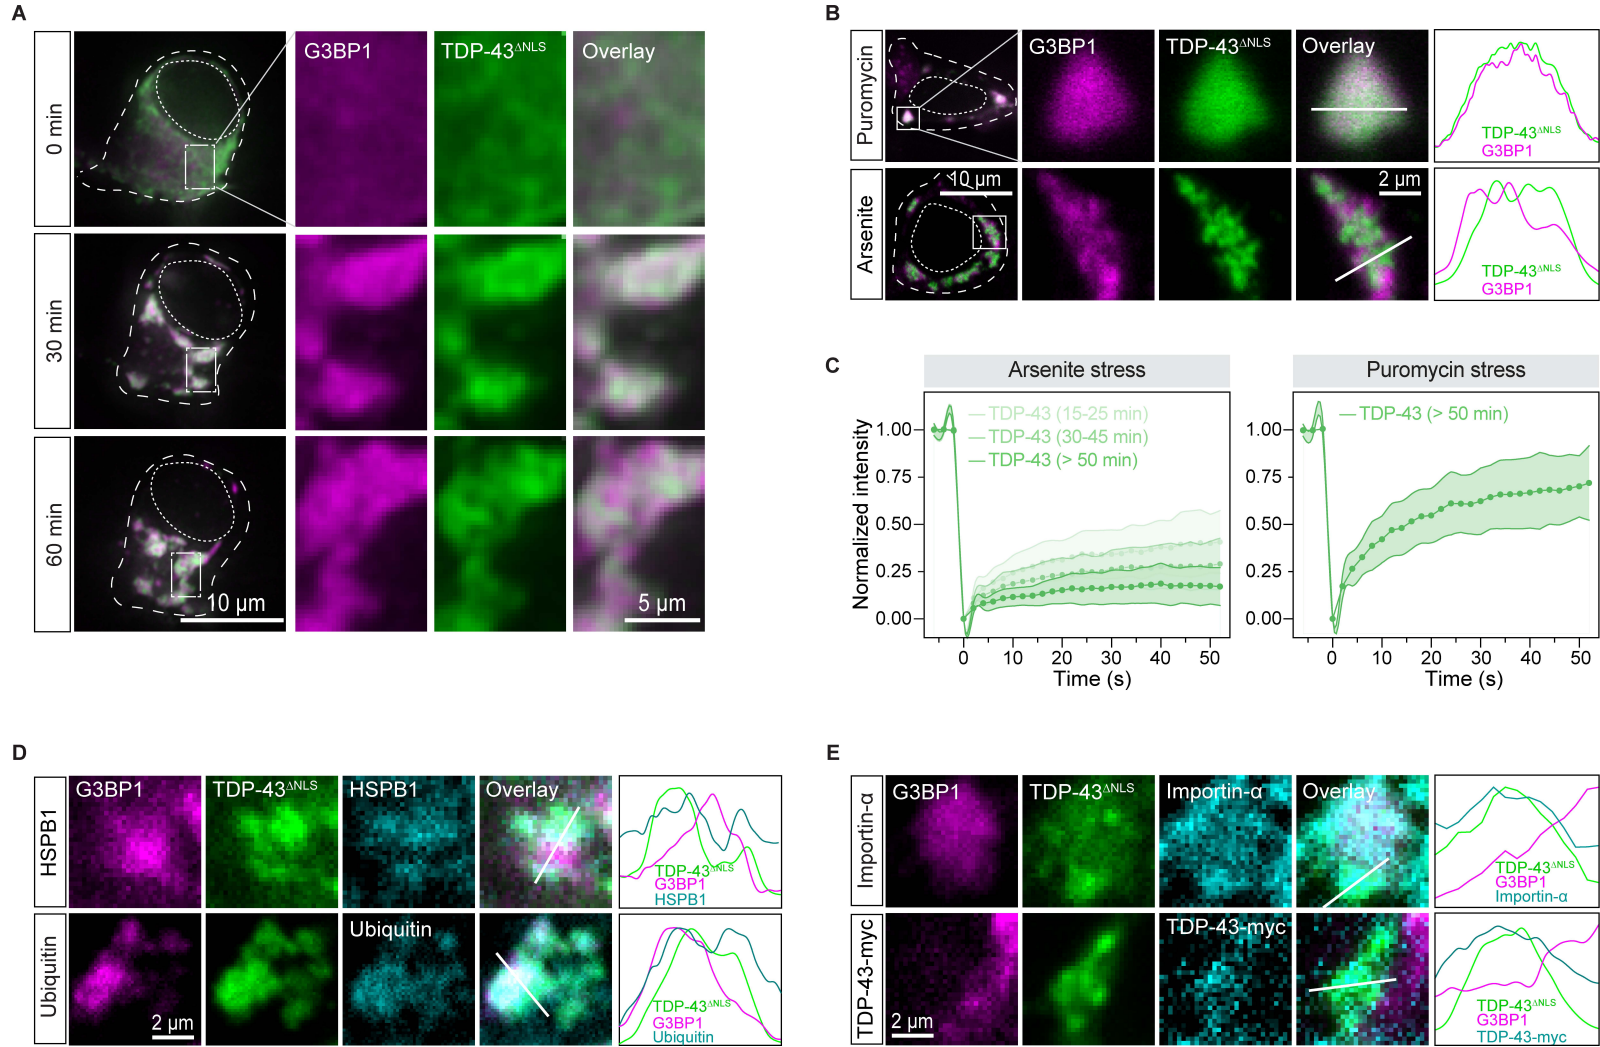 A
0 min
G3BP1
TDP-43ΔNLS
Overlay
30 min
60 min
10 µm
5 µm
B
Puromycin
G3BP1
TDP-43ΔNLS
Overlay
TDP-43ΔNLS
G3BP1
Arsenite
10 µm
2 µm
TDP-43ΔNLS
G3BP1
C
Arsenite stress
Normalized intensity
1.00
0.75
0.50
0.25
0.00
TDP-43 (15-25 min)
TDP-43 (30-45 min)
TDP-43 (> 50 min)
0 10 20 30 40 50
Time (s)
Puromycin stress
1.00
0.75
0.50
0.25
0.00
TDP-43 (> 50 min)
0 10 20 30 40 50
Time (s)
D
HSPB1
G3BP1
TDP-43ΔNLS
HSPB1
Overlay
TDP-43ΔNLS
G3BP1
HSPB1
Ubiquitin
2 µm
Ubiquitin
TDP-43ΔNLS
G3BP1
Ubiquitin
E
Importin-α
G3BP1
TDP-43ΔNLS
Importin-α
Overlay
TDP-43ΔNLS
G3BP1
Importin-α
TDP-43-myc
2 µm
TDP-43-myc
TDP-43ΔNLS
G3BP1
TDP-43-myc